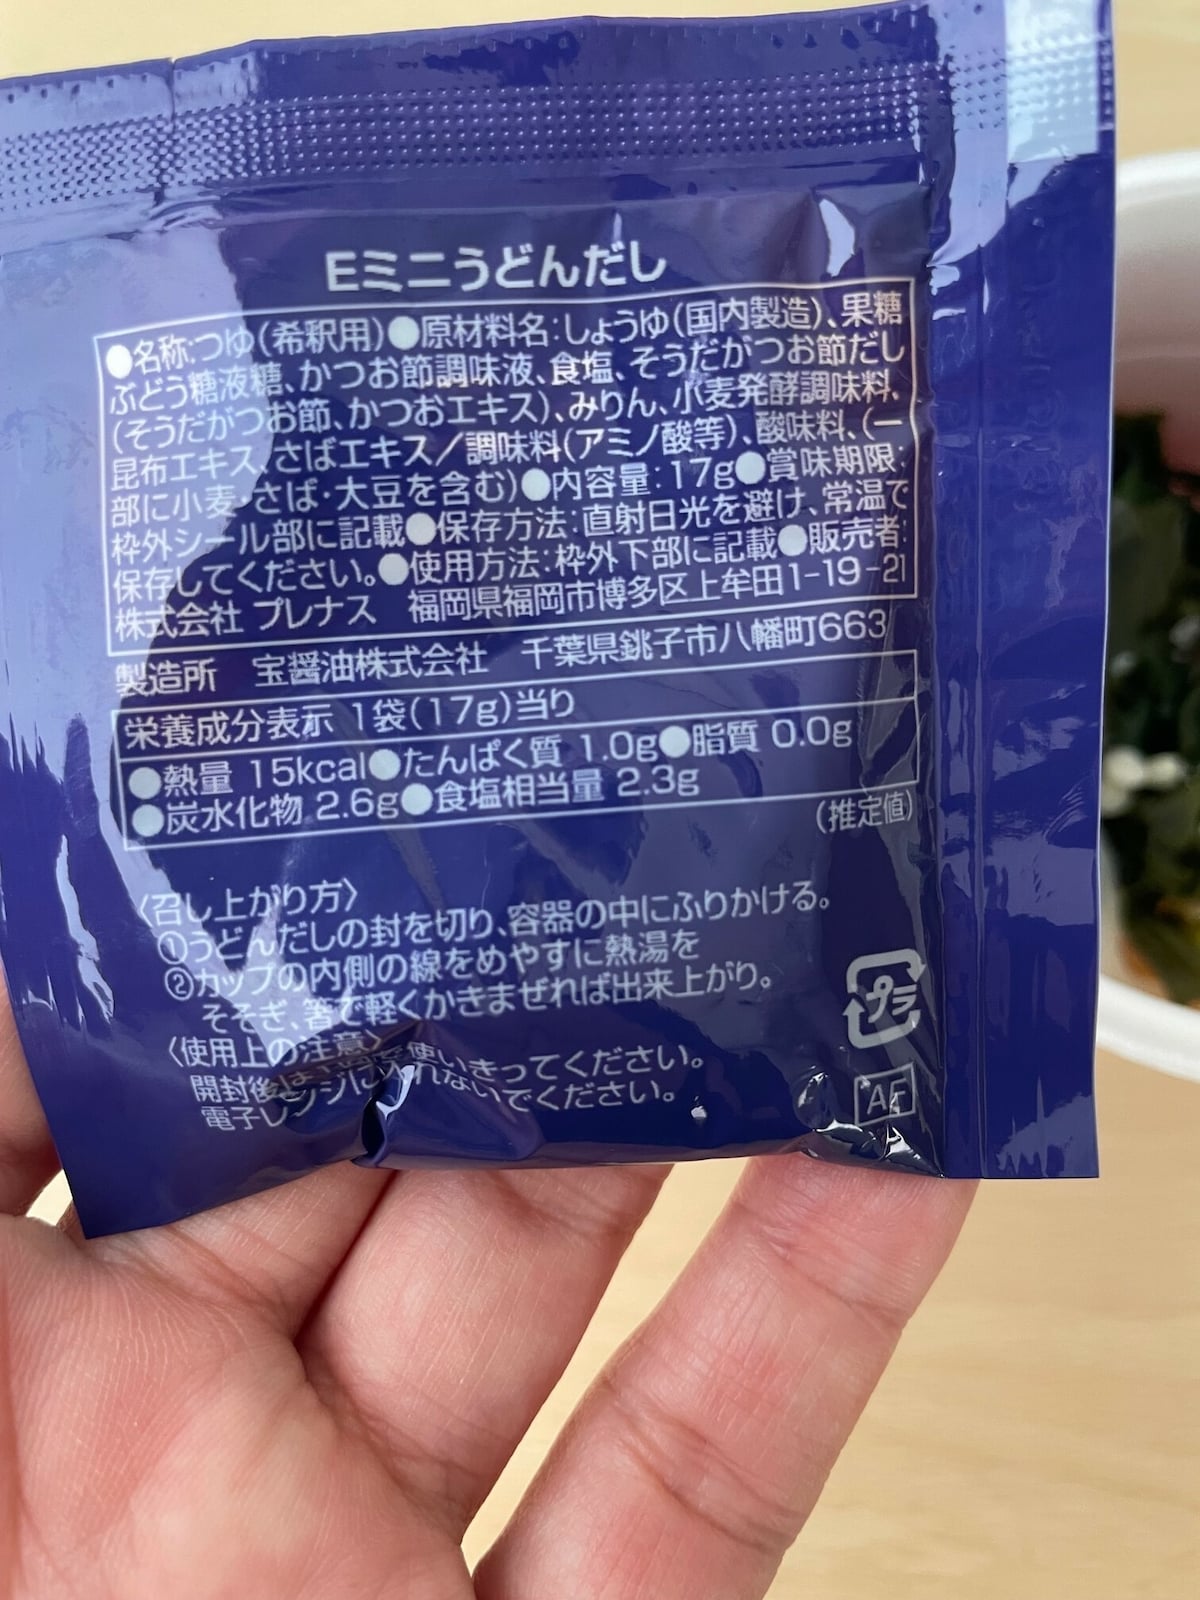 Eミニうどんだし
●名称:つゆ(希釈用)●原材料名:しょうゆ(国内製造)、果糖
ぶどう糖液糖、かつお節調味液、食塩、そうだがつお節だし
(そうだがつお節、かつおエキス)、みりん、小麦発酵調味料、
昆布エキス、さばエキス/調味料(アミノ酸等)、酸味料、(一
部に小麦・さば・大豆を含む)●内容量:17g●賞味期限:
枠外シール部に記載●保存方法:直射日光を避け、常温で
保存してください。●使用方法:枠外下部に記載●販売者:
株式会社 プレナス 福岡県福岡市博多区上牟田1-19-21
製造所 宝醤油株式会社 千葉県銚子市八幡町663
栄養成分表示 1袋(17g)当り
●熱量 15kcal●たんぱく質 1.0g●脂質 0.0g
●炭水化物 2.6g●食塩相当量 2.3g
(推定値)
〈召し上がり方〉
①うどんだしの封を切り、容器の中にふりかける。
②カップの内側の線をめやすに熱湯を
そそぎ、箸で軽くかきまぜれば出来上がり。
〈使用上の注意〉
開封後は、使いきってください。
電子レンジに入れないでください。
プラ
AF